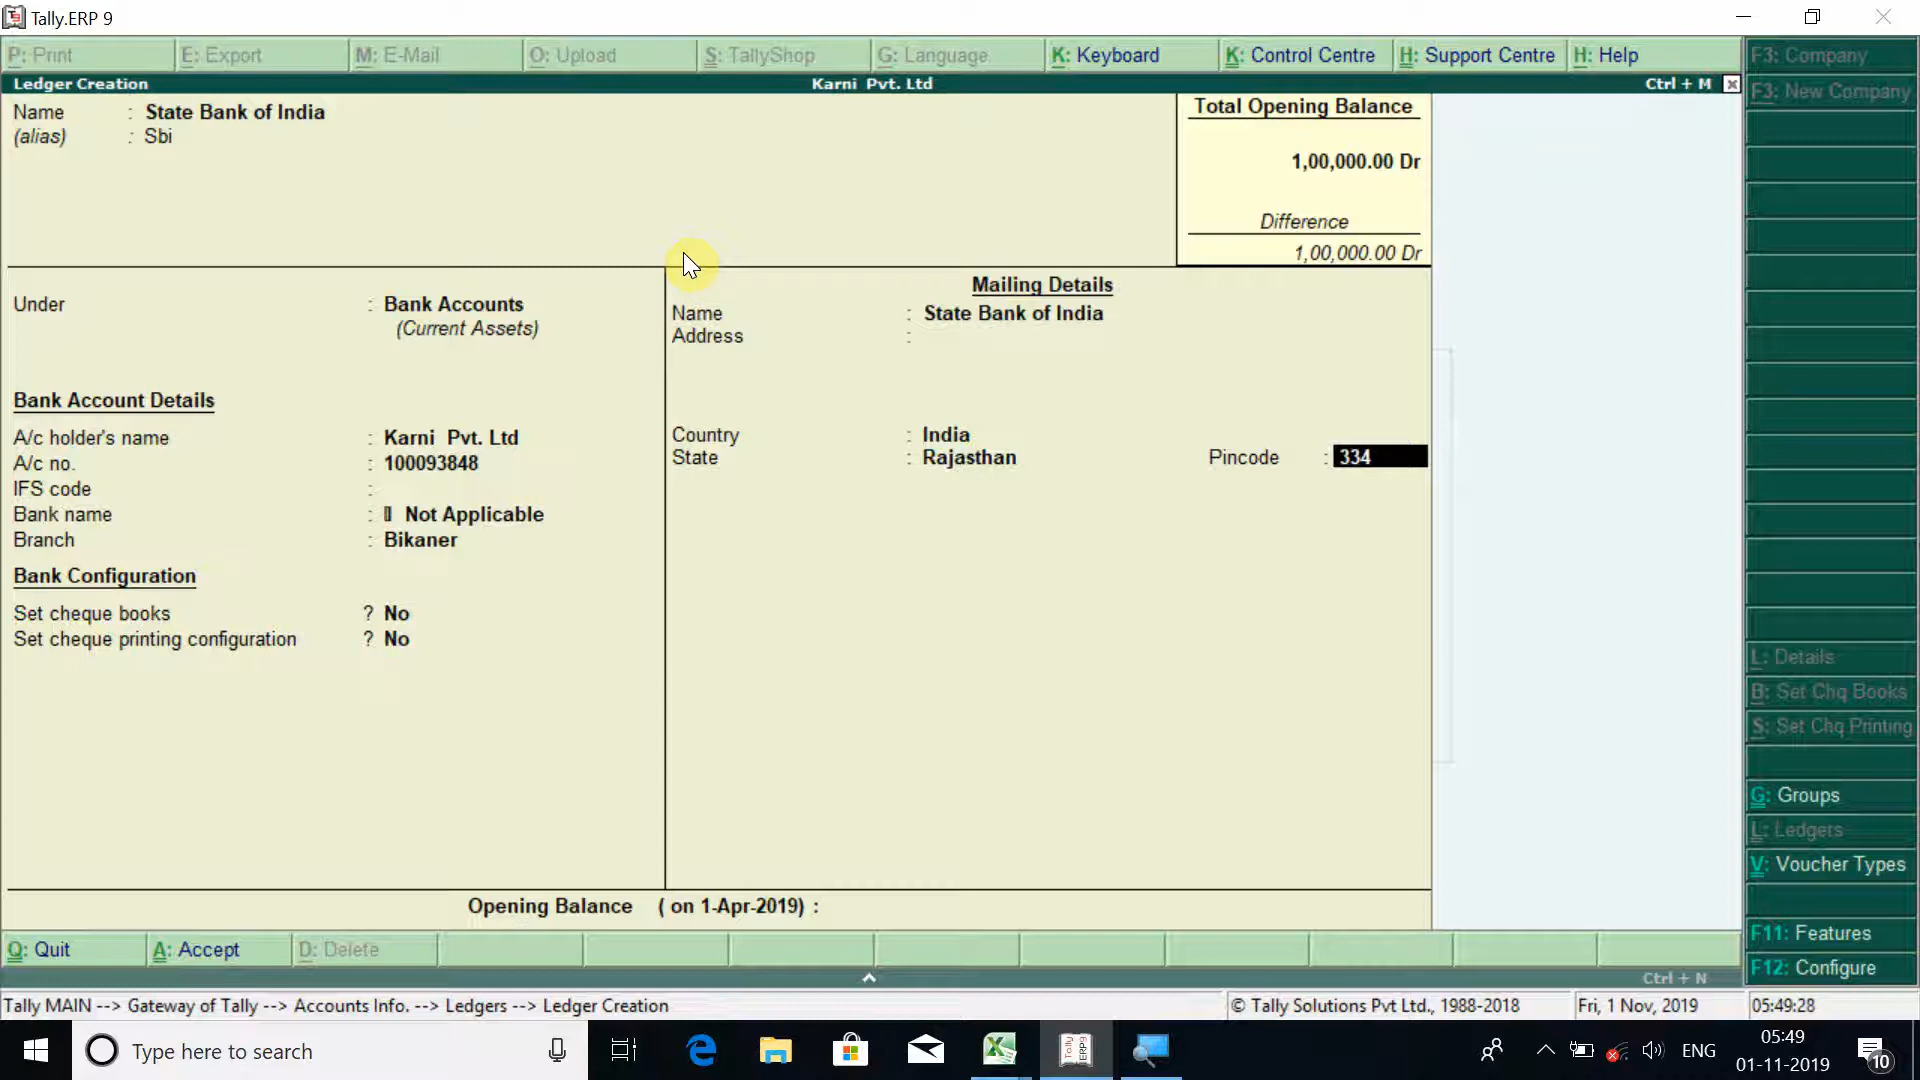 Tally.ERP 9
P: Print E: Export M: E-Mail O: Upload S: TallyShop G: Language K: Keyboard K: Control Centre H: Support Centre H: Help F3: Company
Ledger Creation Karni Pvt. Ltd Ctrl + M
F3: New Company
Name : State Bank of India
(alias) : Sbi
Total Opening Balance
1,00,000.00 Dr
Difference
1,00,000.00 Dr
Under : Bank Accounts
(Current Assets)
Bank Account Details
A/c holder's name : Karni Pvt. Ltd
A/c no. : 100093848
IFS code :
Bank name : Not Applicable
Branch : Bikaner
Bank Configuration
Set cheque books ? No
Set cheque printing configuration ? No
Mailing Details
Name : State Bank of India
Address :
Country : India
State : Rajasthan Pincode : 334
Opening Balance ( on 1-Apr-2019) :
L: Details
B: Set Chq Books
S: Set Chq Printing
G: Groups
L: Ledgers
V: Voucher Types
F11: Features
F12: Configure
Q: Quit A: Accept D: Delete
Ctrl + N
Tally MAIN --> Gateway of Tally --> Accounts Info. --> Ledgers --> Ledger Creation © Tally Solutions Pvt Ltd., 1988-2018 Fri, 1 Nov, 2019 05:49:28
Type here to search
Tally ERP9
ENG
05:49
01-11-2019
10